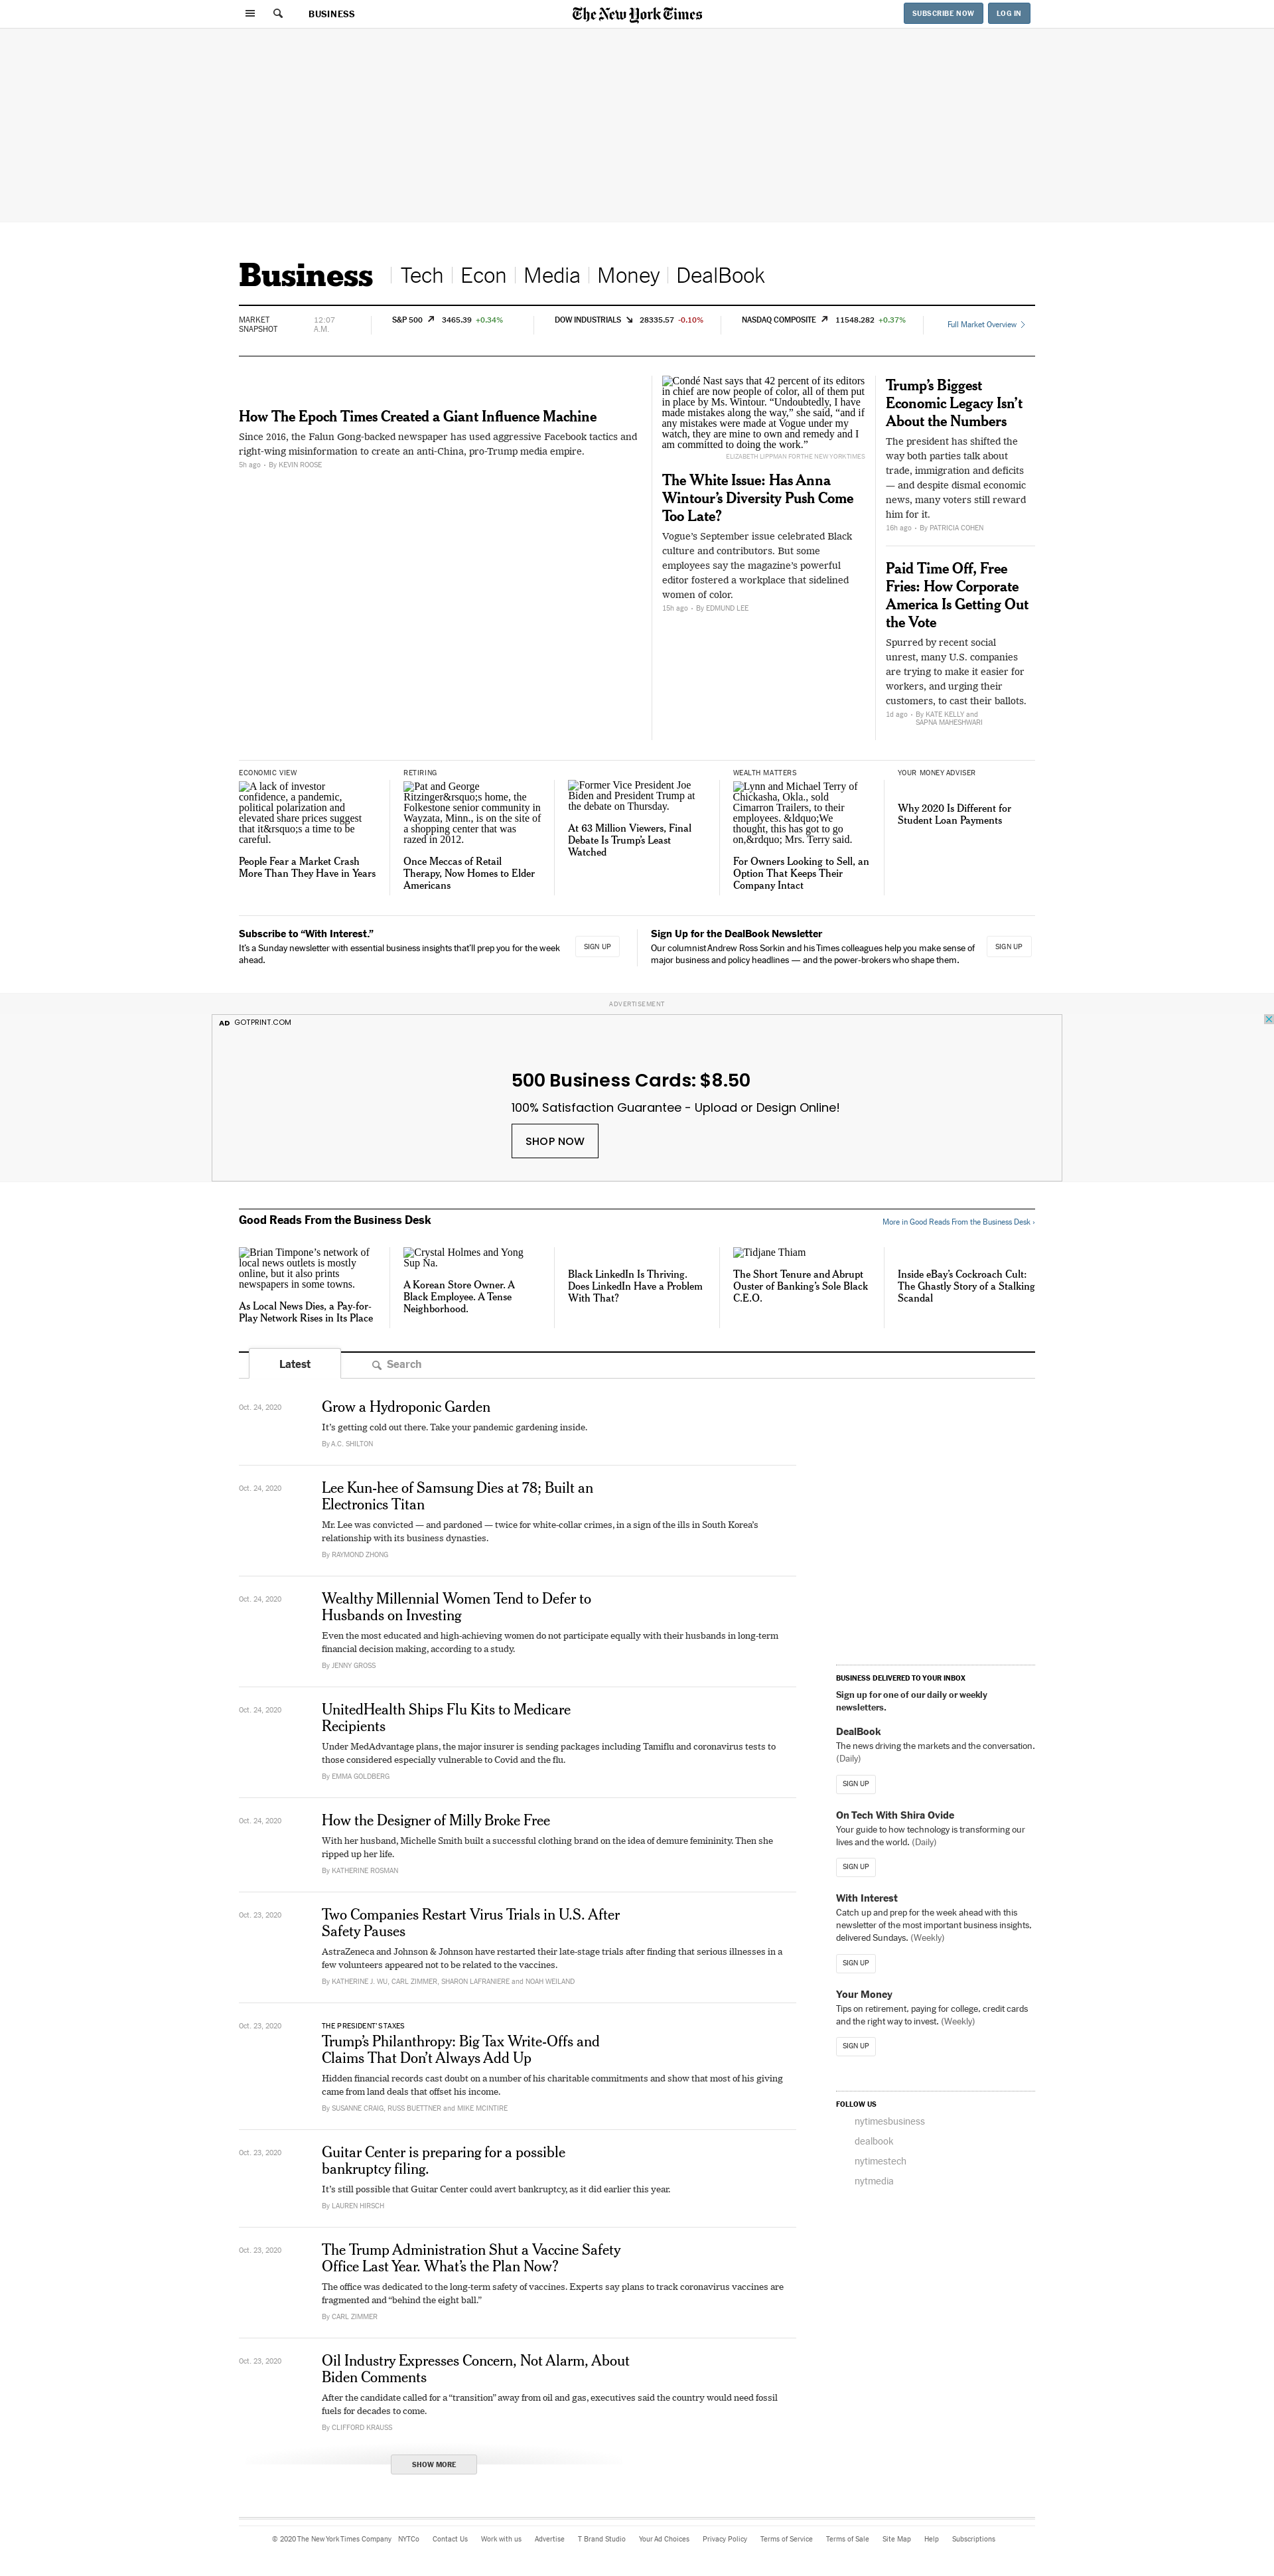 BUSINESS
The New York Times
SUBSCRIBE NOW
LOG IN
Business
Tech
Econ
Media
Money
DealBook
MARKET
SNAPSHOT
12:07
A.M.
S&P 500 3465.39 +0.34%
DOW INDUSTRIALS 28335.57 -0.10%
NASDAQ COMPOSITE 11548.282 +0.37%
Full Market Overview
How The Epoch Times Created a Giant Influence Machine
Since 2016, the Falun Gong-backed newspaper has used aggressive Facebook tactics and
right-wing misinformation to create an anti-China, pro-Trump media empire.
5h ago • By KEVIN ROOSE
Condé Nast says that 42 percent of its editors
in chief are now people of color, all of them put
in place by Ms. Wintour. “Undoubtedly, I have
made mistakes along the way,” she said, “and if
any mistakes were made at Vogue under my
watch, they are mine to own and remedy and I
am committed to doing the work.”
ELIZABETH LIPPMAN FOR THE NEW YORK TIMES
The White Issue: Has Anna
Wintour’s Diversity Push Come
Too Late?
Vogue’s September issue celebrated Black
culture and contributors. But some
employees say the magazine’s powerful
editor fostered a workplace that sidelined
women of color.
15h ago • By EDMUND LEE
Trump’s Biggest
Economic Legacy Isn’t
About the Numbers
The president has shifted the
way both parties talk about
trade, immigration and deficits
— and despite dismal economic
news, many voters still reward
him for it.
16h ago • By PATRICIA COHEN
Paid Time Off, Free
Fries: How Corporate
America Is Getting Out
the Vote
Spurred by recent social
unrest, many U.S. companies
are trying to make it easier for
workers, and urging their
customers, to cast their ballots.
1d ago • By KATE KELLY and
SAPNA MAHESHWARI
ECONOMIC VIEW
A lack of investor
confidence, a pandemic,
political polarization and
elevated share prices suggest
that it&rsquo;s a time to be
careful.
People Fear a Market Crash
More Than They Have in Years
RETIRING
Pat and George
Ritzinger&rsquo;s home, the
Folkestone senior community in
Wayzata, Minn., is on the site of
a shopping center that was
razed in 2012.
Once Meccas of Retail
Therapy, Now Homes to Elder
Americans
Former Vice President Joe
Biden and President Trump at
the debate on Thursday.
At 63 Million Viewers, Final
Debate Is Trump’s Least
Watched
WEALTH MATTERS
Lynn and Michael Terry of
Chickasha, Okla., sold
Cimarron Trailers, to their
employees. &ldquo;We
thought, this has got to go
on,&rdquo; Mrs. Terry said.
For Owners Looking to Sell, an
Option That Keeps Their
Company Intact
YOUR MONEY ADVISER
Why 2020 Is Different for
Student Loan Payments
Subscribe to “With Interest.”
It’s a Sunday newsletter with essential business insights that’ll prep you for the week
ahead.
SIGN UP
Sign Up for the DealBook Newsletter
Our columnist Andrew Ross Sorkin and his Times colleagues help you make sense of
major business and policy headlines — and the power-brokers who shape them.
SIGN UP
ADVERTISEMENT
AD GOTPRINT.COM
500 Business Cards: $8.50
100% Satisfaction Guarantee - Upload or Design Online!
SHOP NOW
Good Reads From the Business Desk
More in Good Reads From the Business Desk ›
Brian Timpone’s network of
local news outlets is mostly
online, but it also prints
newspapers in some towns.
As Local News Dies, a Pay-for-
Play Network Rises in Its Place
Crystal Holmes and Yong
Sup Na.
A Korean Store Owner. A
Black Employee. A Tense
Neighborhood.
Black LinkedIn Is Thriving.
Does LinkedIn Have a Problem
With That?
Tidjane Thiam
The Short Tenure and Abrupt
Ouster of Banking’s Sole Black
C.E.O.
Inside eBay’s Cockroach Cult:
The Ghastly Story of a Stalking
Scandal
Latest
Search
Oct. 24, 2020
Grow a Hydroponic Garden
It’s getting cold out there. Take your pandemic gardening inside.
By A.C. SHILTON
Oct. 24, 2020
Lee Kun-hee of Samsung Dies at 78; Built an
Electronics Titan
Mr. Lee was convicted — and pardoned — twice for white-collar crimes, in a sign of the ills in South Korea’s
relationship with its business dynasties.
By RAYMOND ZHONG
Oct. 24, 2020
Wealthy Millennial Women Tend to Defer to
Husbands on Investing
Even the most educated and high-achieving women do not participate equally with their husbands in long-term
financial decision making, according to a study.
By JENNY GROSS
Oct. 24, 2020
UnitedHealth Ships Flu Kits to Medicare
Recipients
Under MedAdvantage plans, the major insurer is sending packages including Tamiflu and coronavirus tests to
those considered especially vulnerable to Covid and the flu.
By EMMA GOLDBERG
Oct. 24, 2020
How the Designer of Milly Broke Free
With her husband, Michelle Smith built a successful clothing brand on the idea of demure femininity. Then she
ripped up her life.
By KATHERINE ROSMAN
Oct. 23, 2020
Two Companies Restart Virus Trials in U.S. After
Safety Pauses
AstraZeneca and Johnson & Johnson have restarted their late-stage trials after finding that serious illnesses in a
few volunteers appeared not to be related to the vaccines.
By KATHERINE J. WU, CARL ZIMMER, SHARON LAFRANIERE and NOAH WEILAND
Oct. 23, 2020
THE PRESIDENT’S TAXES
Trump’s Philanthropy: Big Tax Write-Offs and
Claims That Don’t Always Add Up
Hidden financial records cast doubt on a number of his charitable commitments and show that most of his giving
came from land deals that offset his income.
By SUSANNE CRAIG, RUSS BUETTNER and MIKE MCINTIRE
Oct. 23, 2020
Guitar Center is preparing for a possible
bankruptcy filing.
It’s still possible that Guitar Center could avert bankruptcy, as it did earlier this year.
By LAUREN HIRSCH
Oct. 23, 2020
The Trump Administration Shut a Vaccine Safety
Office Last Year. What’s the Plan Now?
The office was dedicated to the long-term safety of vaccines. Experts say plans to track coronavirus vaccines are
fragmented and “behind the eight ball.”
By CARL ZIMMER
Oct. 23, 2020
Oil Industry Expresses Concern, Not Alarm, About
Biden Comments
After the candidate called for a “transition” away from oil and gas, executives said the country would need fossil
fuels for decades to come.
By CLIFFORD KRAUSS
SHOW MORE
BUSINESS DELIVERED TO YOUR INBOX
Sign up for one of our daily or weekly
newsletters.
DealBook
The news driving the markets and the conversation.
(Daily)
SIGN UP
On Tech With Shira Ovide
Your guide to how technology is transforming our
lives and the world. (Daily)
SIGN UP
With Interest
Catch up and prep for the week ahead with this
newsletter of the most important business insights,
delivered Sundays. (Weekly)
SIGN UP
Your Money
Tips on retirement, paying for college, credit cards
and the right way to invest. (Weekly)
SIGN UP
FOLLOW US
nytimesbusiness
dealbook
nytimestech
nytmedia
© 2020 The New York Times Company NYTCo Contact Us Work with us Advertise T Brand Studio Your Ad Choices Privacy Policy Terms of Service Terms of Sale Site Map Help Subscriptions